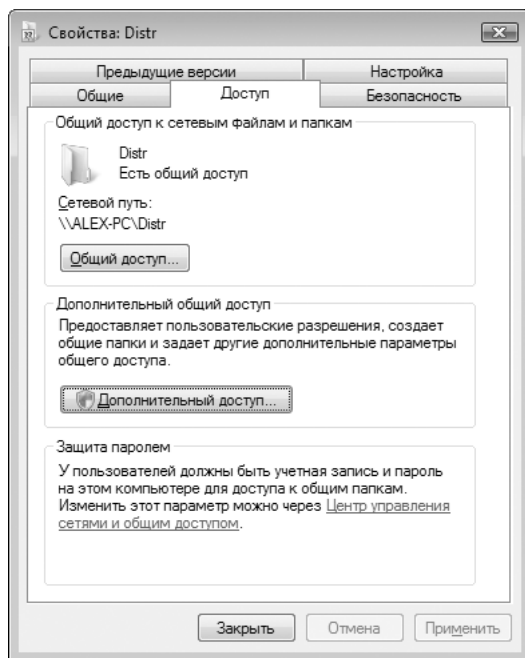 Свойства: Distr
Предыдущие версии
Настройка
Общие
Доступ
Безопасность
Общий доступ к сетевым файлам и папкам
Distr
Есть общий доступ
Сетевой путь:
\\ALEX-PC\Distr
Общий доступ...
Дополнительный общий доступ
Предоставляет пользовательские разрешения, создает
общие папки и задает другие дополнительные параметры
общего доступа.
Дополнительный доступ...
Защита паролем
У пользователей должны быть учетная запись и пароль
на этом компьютере для доступа к общим папкам.
Изменить этот параметр можно через Центр управления
сетями и общим доступом.
Закрыть
Отмена
Применить